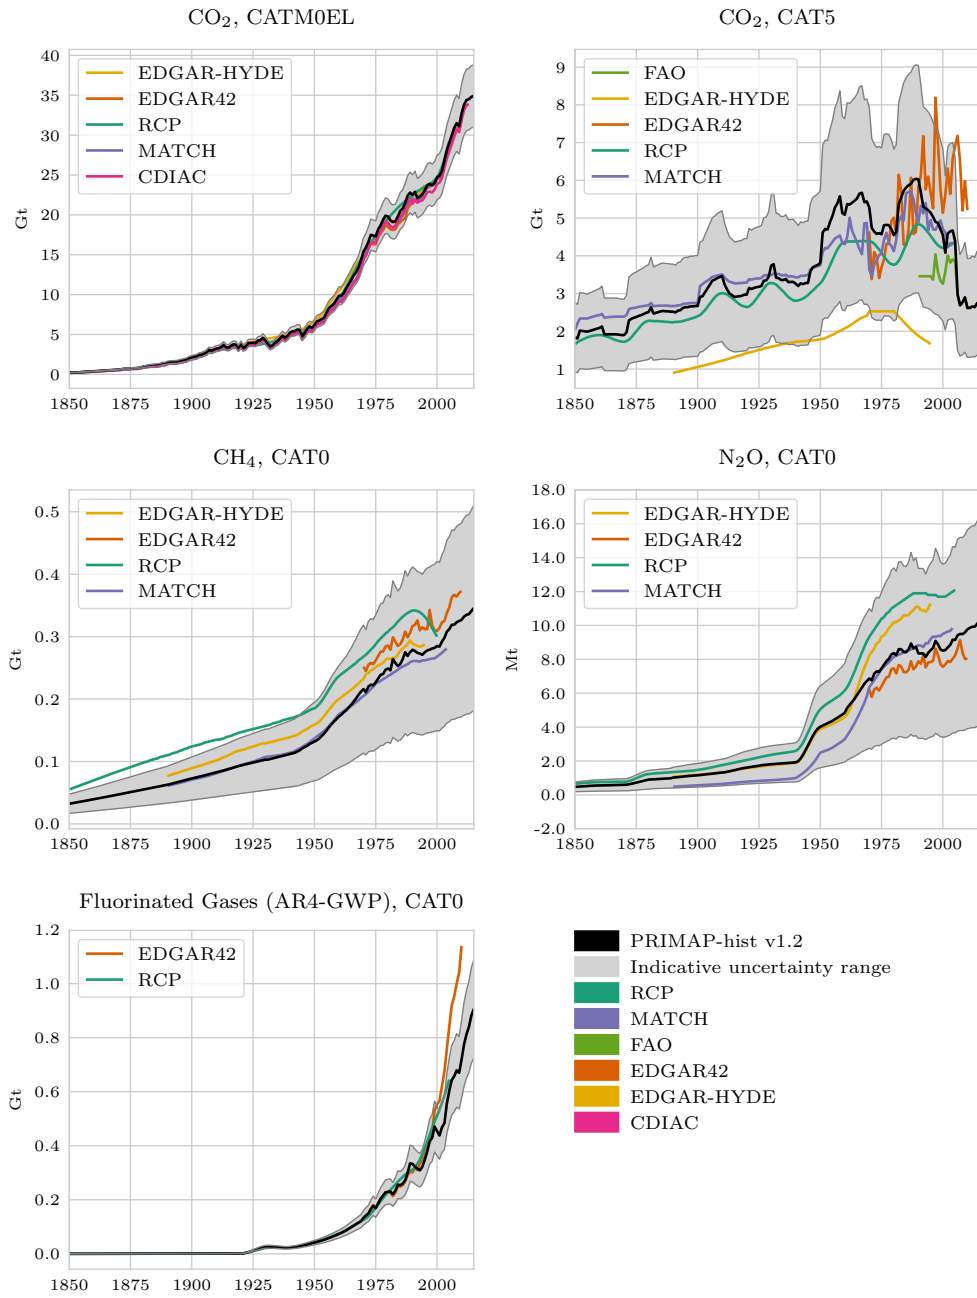 CO₂, CATM0EL
40
35
30
25
20
15
10
5
0
Gt
EDGAR-HYDE
EDGAR42
RCP
MATCH
CDIAC
1850 1875 1900 1925 1950 1975 2000
CO₂, CAT5
9
8
7
6
5
4
3
2
1
Gt
FAO
EDGAR-HYDE
EDGAR42
RCP
MATCH
1850 1875 1900 1925 1950 1975 2000
CH₄, CAT0
0.5
0.4
0.3
0.2
0.1
0.0
Gt
EDGAR-HYDE
EDGAR42
RCP
MATCH
1850 1875 1900 1925 1950 1975 2000
N₂O, CAT0
18.0
16.0
14.0
12.0
10.0
8.0
6.0
4.0
2.0
0.0
-2.0
Mt
EDGAR-HYDE
EDGAR42
RCP
MATCH
1850 1875 1900 1925 1950 1975 2000
Fluorinated Gases (AR4-GWP), CAT0
1.2
1.0
0.8
0.6
0.4
0.2
0.0
Gt
EDGAR42
RCP
1850 1875 1900 1925 1950 1975 2000
PRIMAP-hist v1.2
Indicative uncertainty range
RCP
MATCH
FAO
EDGAR42
EDGAR-HYDE
CDIAC